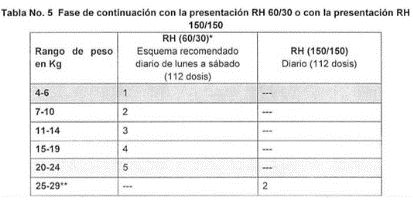 Tabla No. 5 Fase de continuación con la presentación RH 60/30 o con la presentación RH
150/150
Rango de peso en Kg | RH (60/30)* Esquema recomendado diario de lunes a sábado (112 dosis) | RH (150/150) Diario (112 dosis)
4-6 | 1 | ---
7-10 | 2 | ---
11-14 | 3 | ---
15-19 | 4 | ---
20-24 | 5 | ---
25-29** | --- | 2